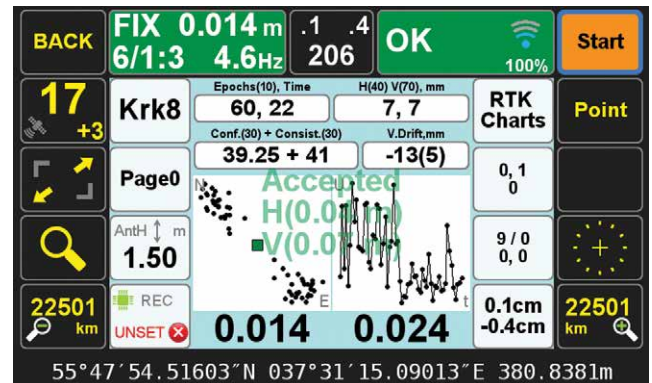 BACK
FIX 0.014 m
6/1:3 4.6Hz
.1 .4
206
OK
100%
Start
17
+3
Krk8
Epochs(10), Time
60, 22
H(40) V(70), mm
7, 7
Conf.(30) + Consist.(30)
39.25 + 41
V.Drift,mm
-13(5)
RTK
Charts
Point
Page0
Accepted
H(0.01 m)
V(0.07 m)
N
E
U
t
0, 1
0
AntH m
1.50
9 / 0
0, 0
22501
km
REC
UNSET
0.014 0.024
0.1cm
-0.4cm
22501
km
55°47′54.51603″N 037°31′15.09013″E 380.8381m